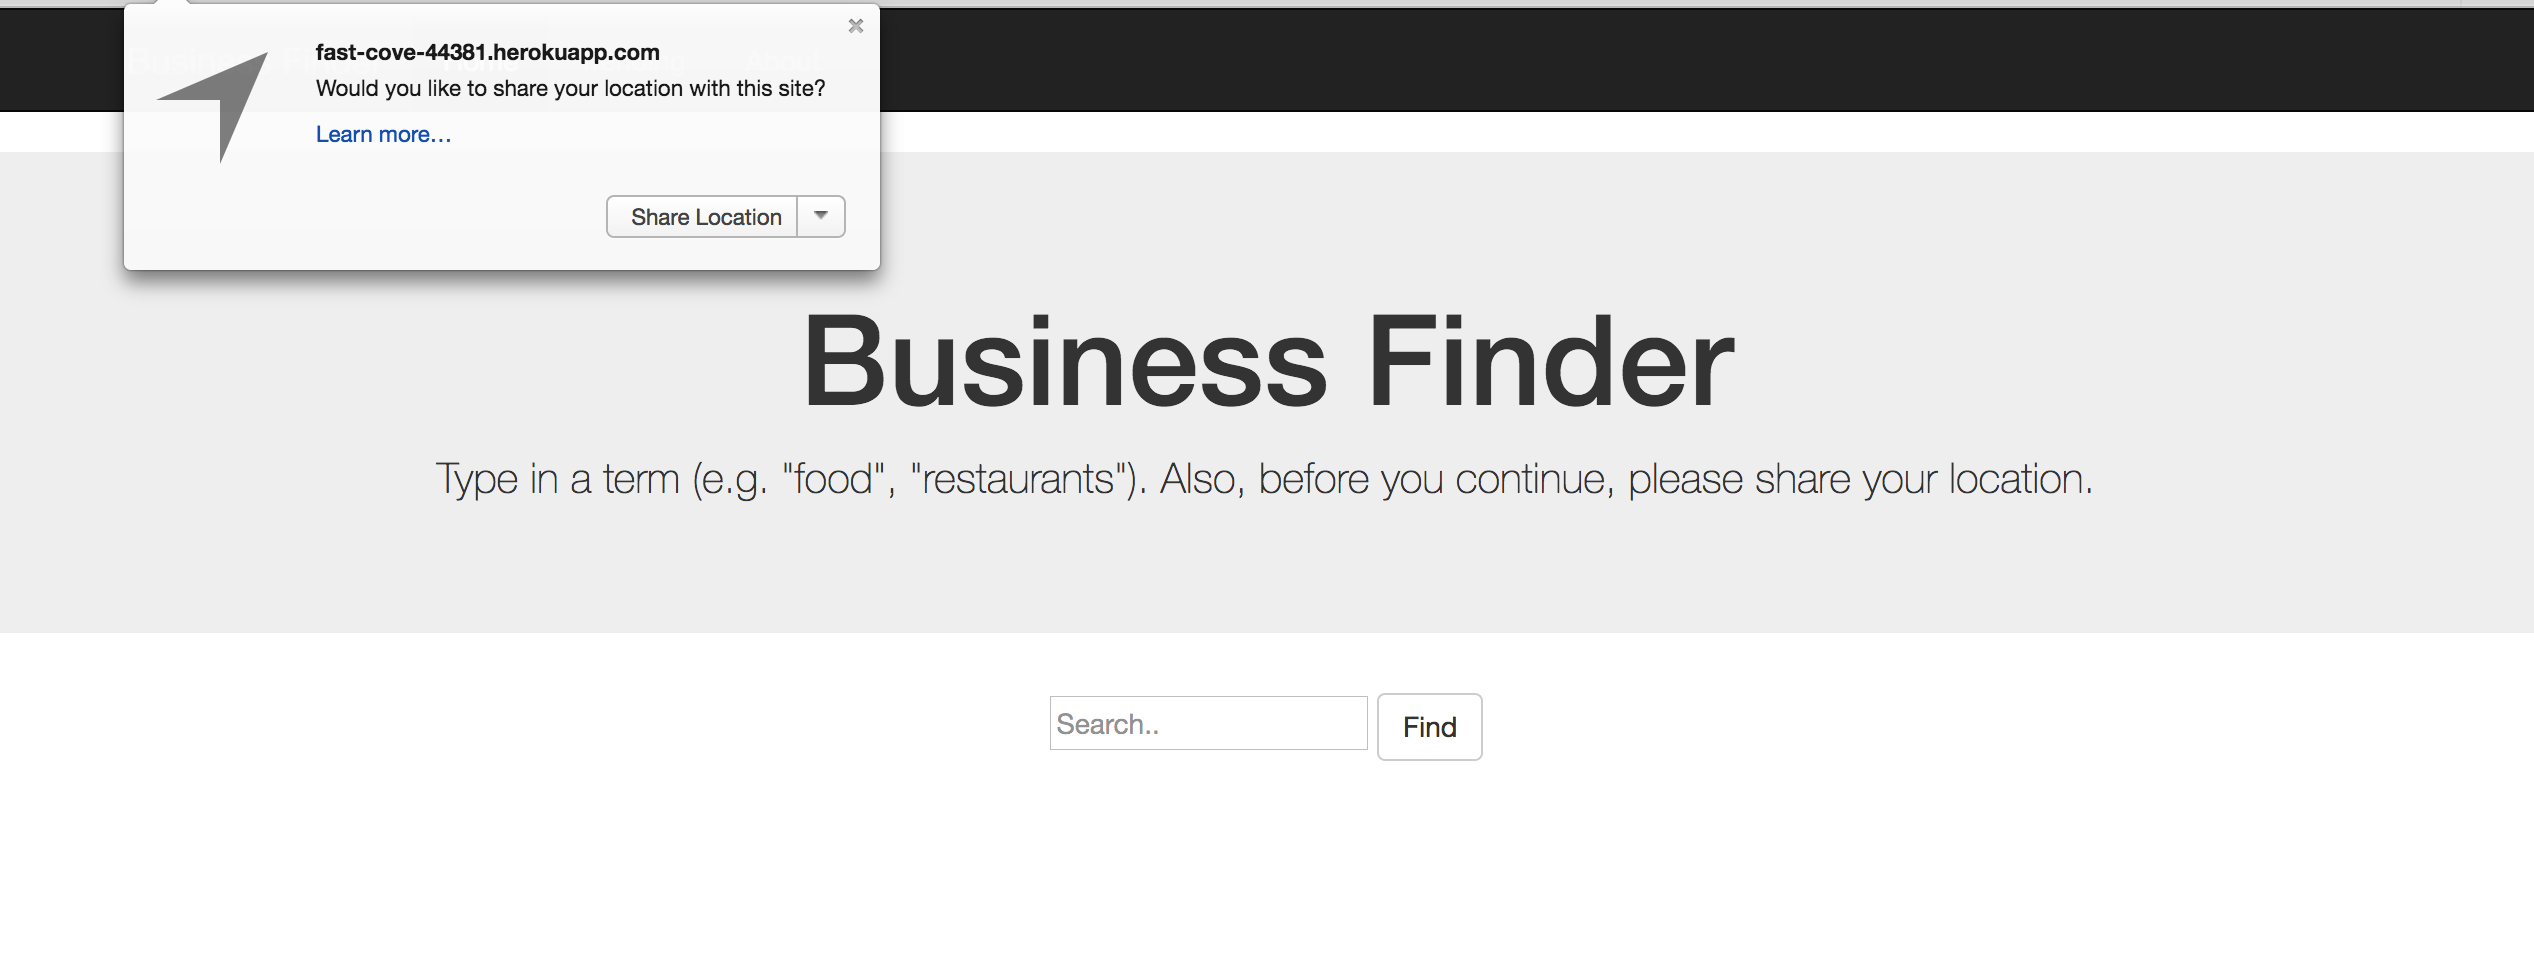 fast-cove-44381.herokuapp.com
Would you like to share your location with this site?
Learn more…
Share Location
Business Finder
Type in a term (e.g. "food", "restaurants"). Also, before you continue, please share your location.
Search..
Find